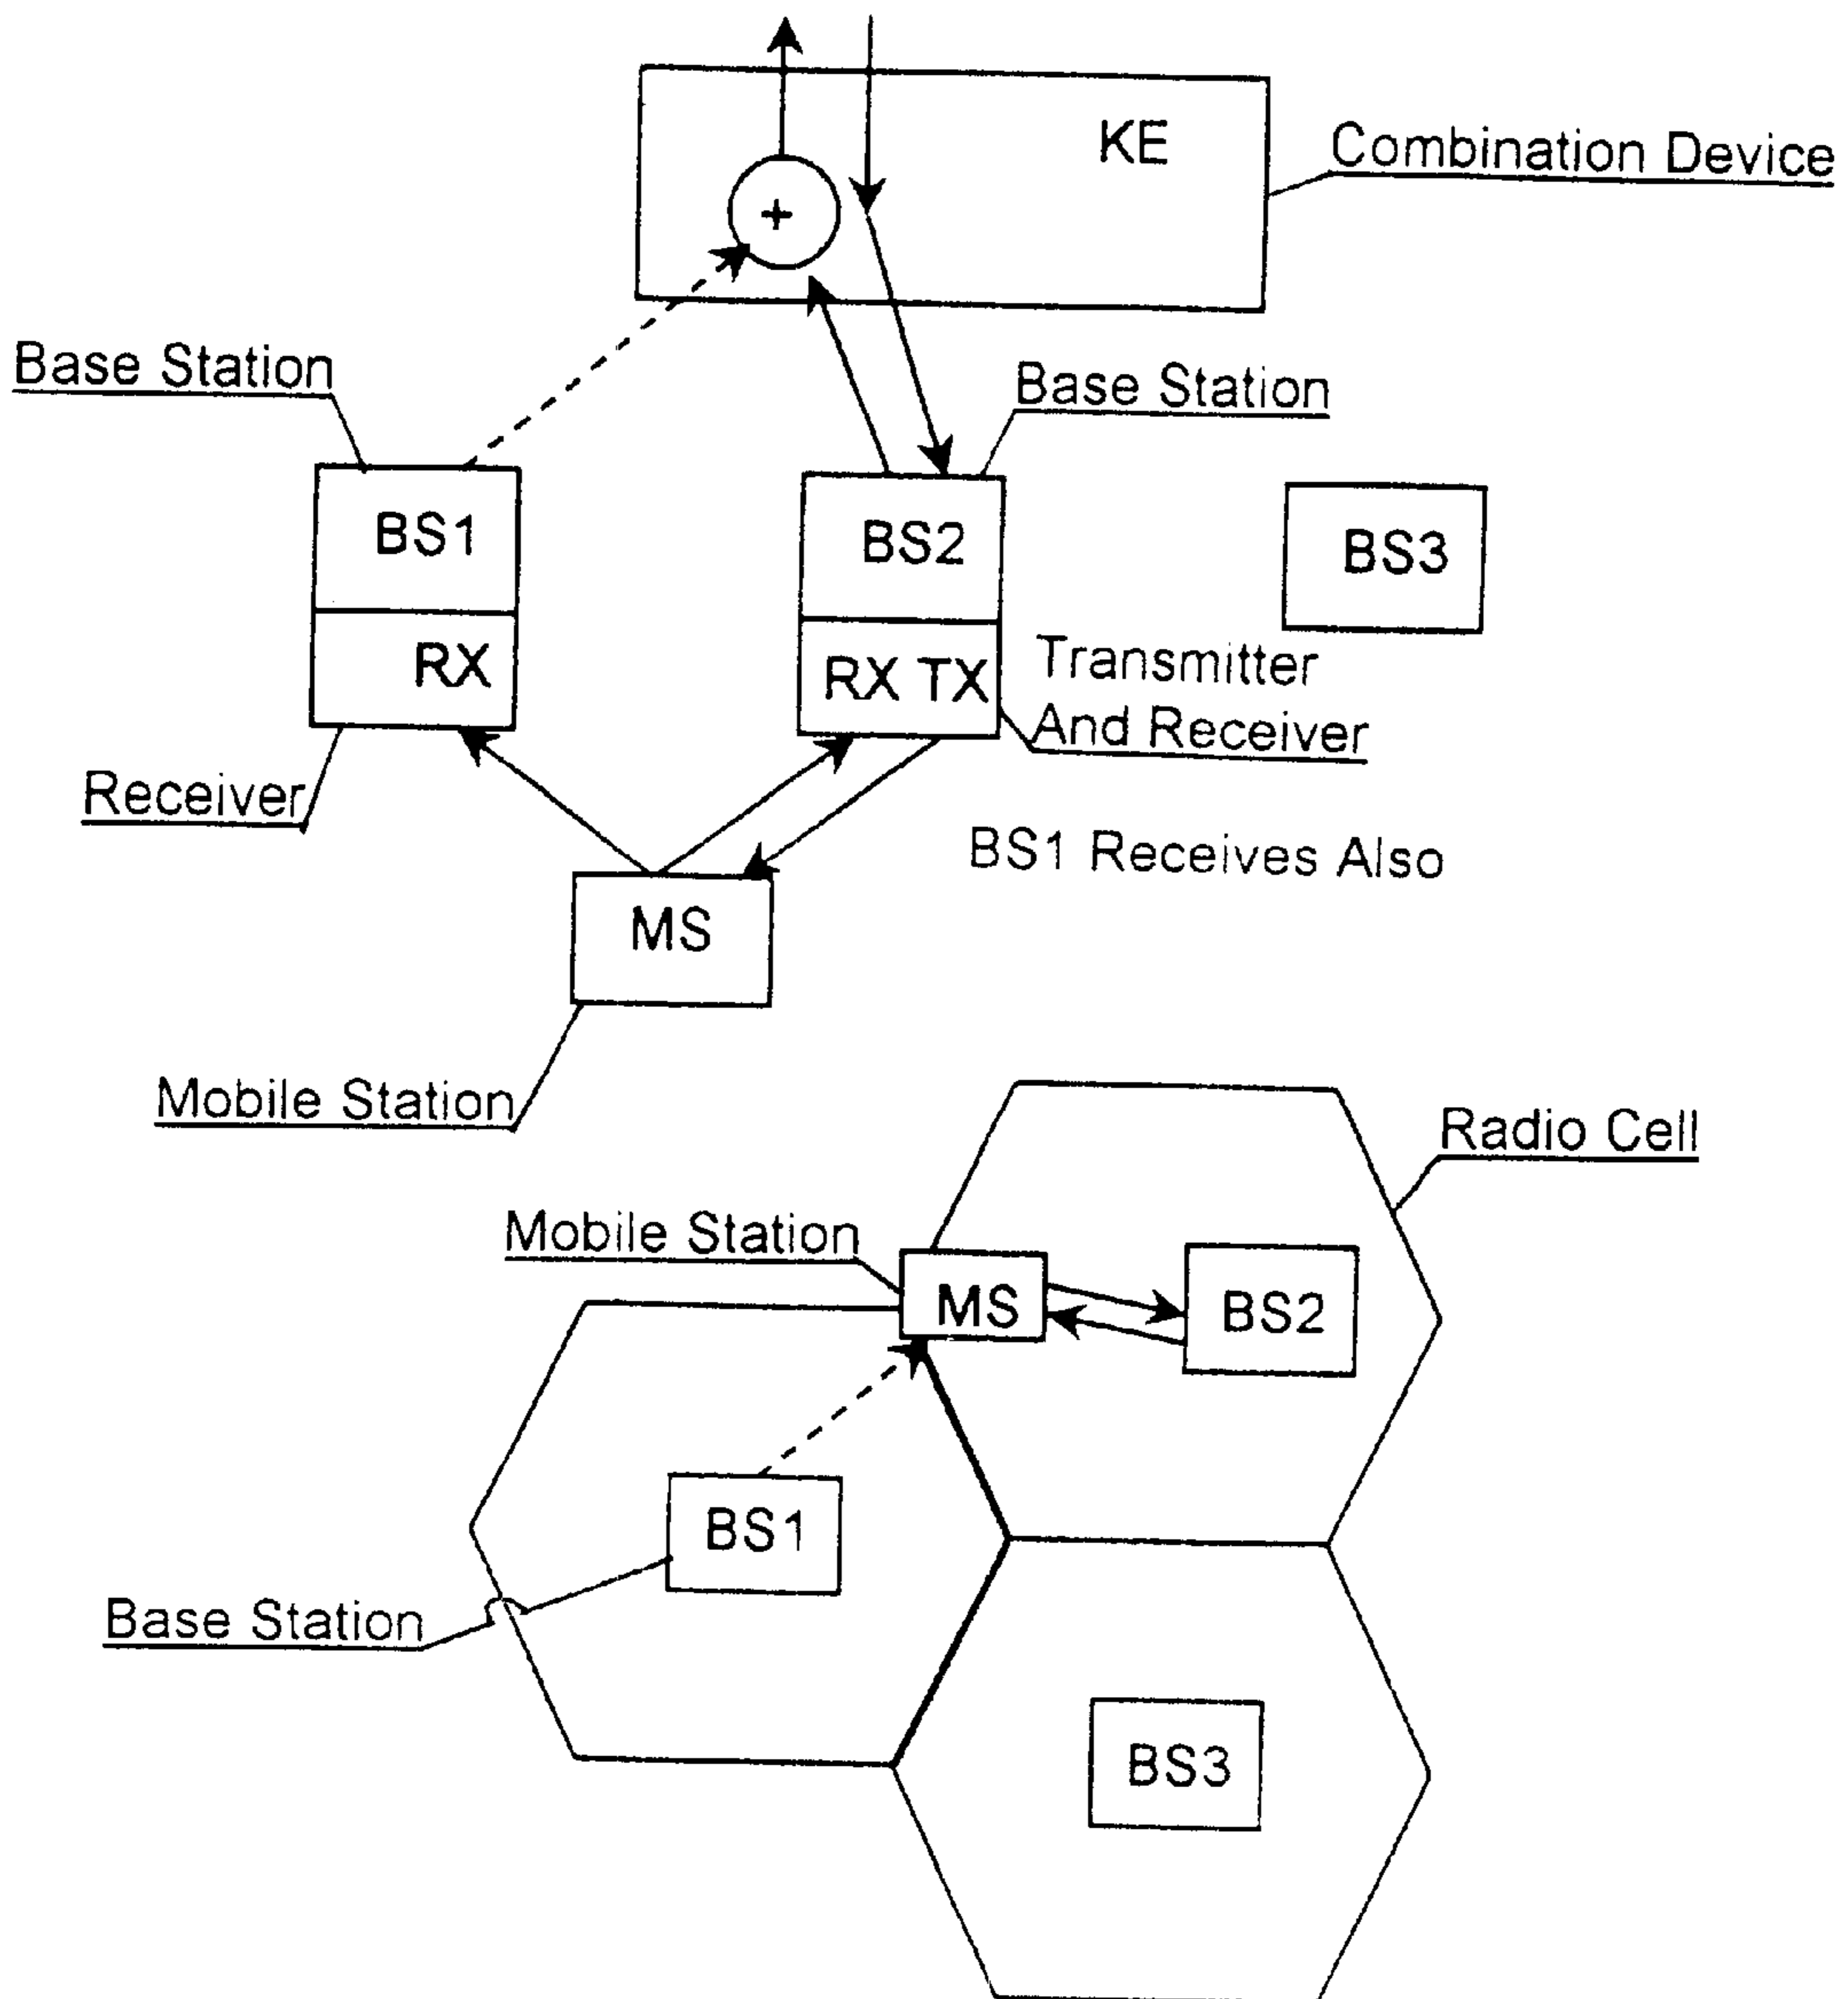 KE
Combination Device
+
Base Station
Base Station
BS1
BS2
BS3
RX
RX TX
Transmitter
And Receiver
Receiver
BS1 Receives Also
MS
Mobile Station
Radio Cell
Mobile Station
MS
BS2
BS1
Base Station
BS3